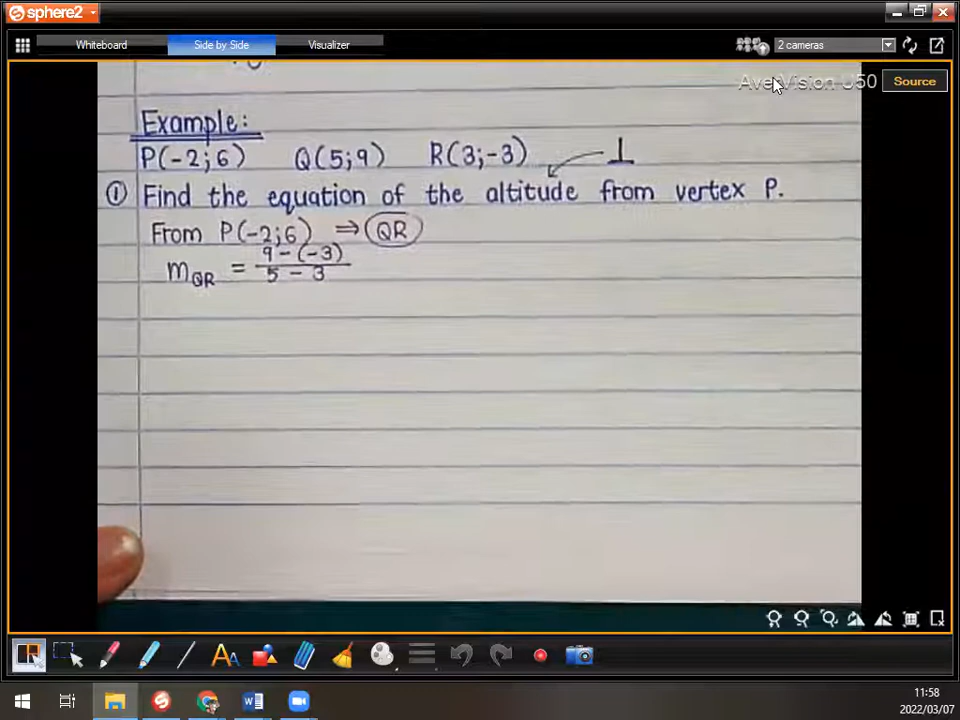 sphere2
Whiteboard
Side by Side
Visualizer
2 cameras
AverVision U50
Source
Example:
P(-2;6) Q(5;9) R(3;-3) ⊥
① Find the equation of the altitude from vertex P.
From P(-2;6) ⇒ QR
m_QR = (9-(-3))/(5-3)
AA
11:58
2022/03/07